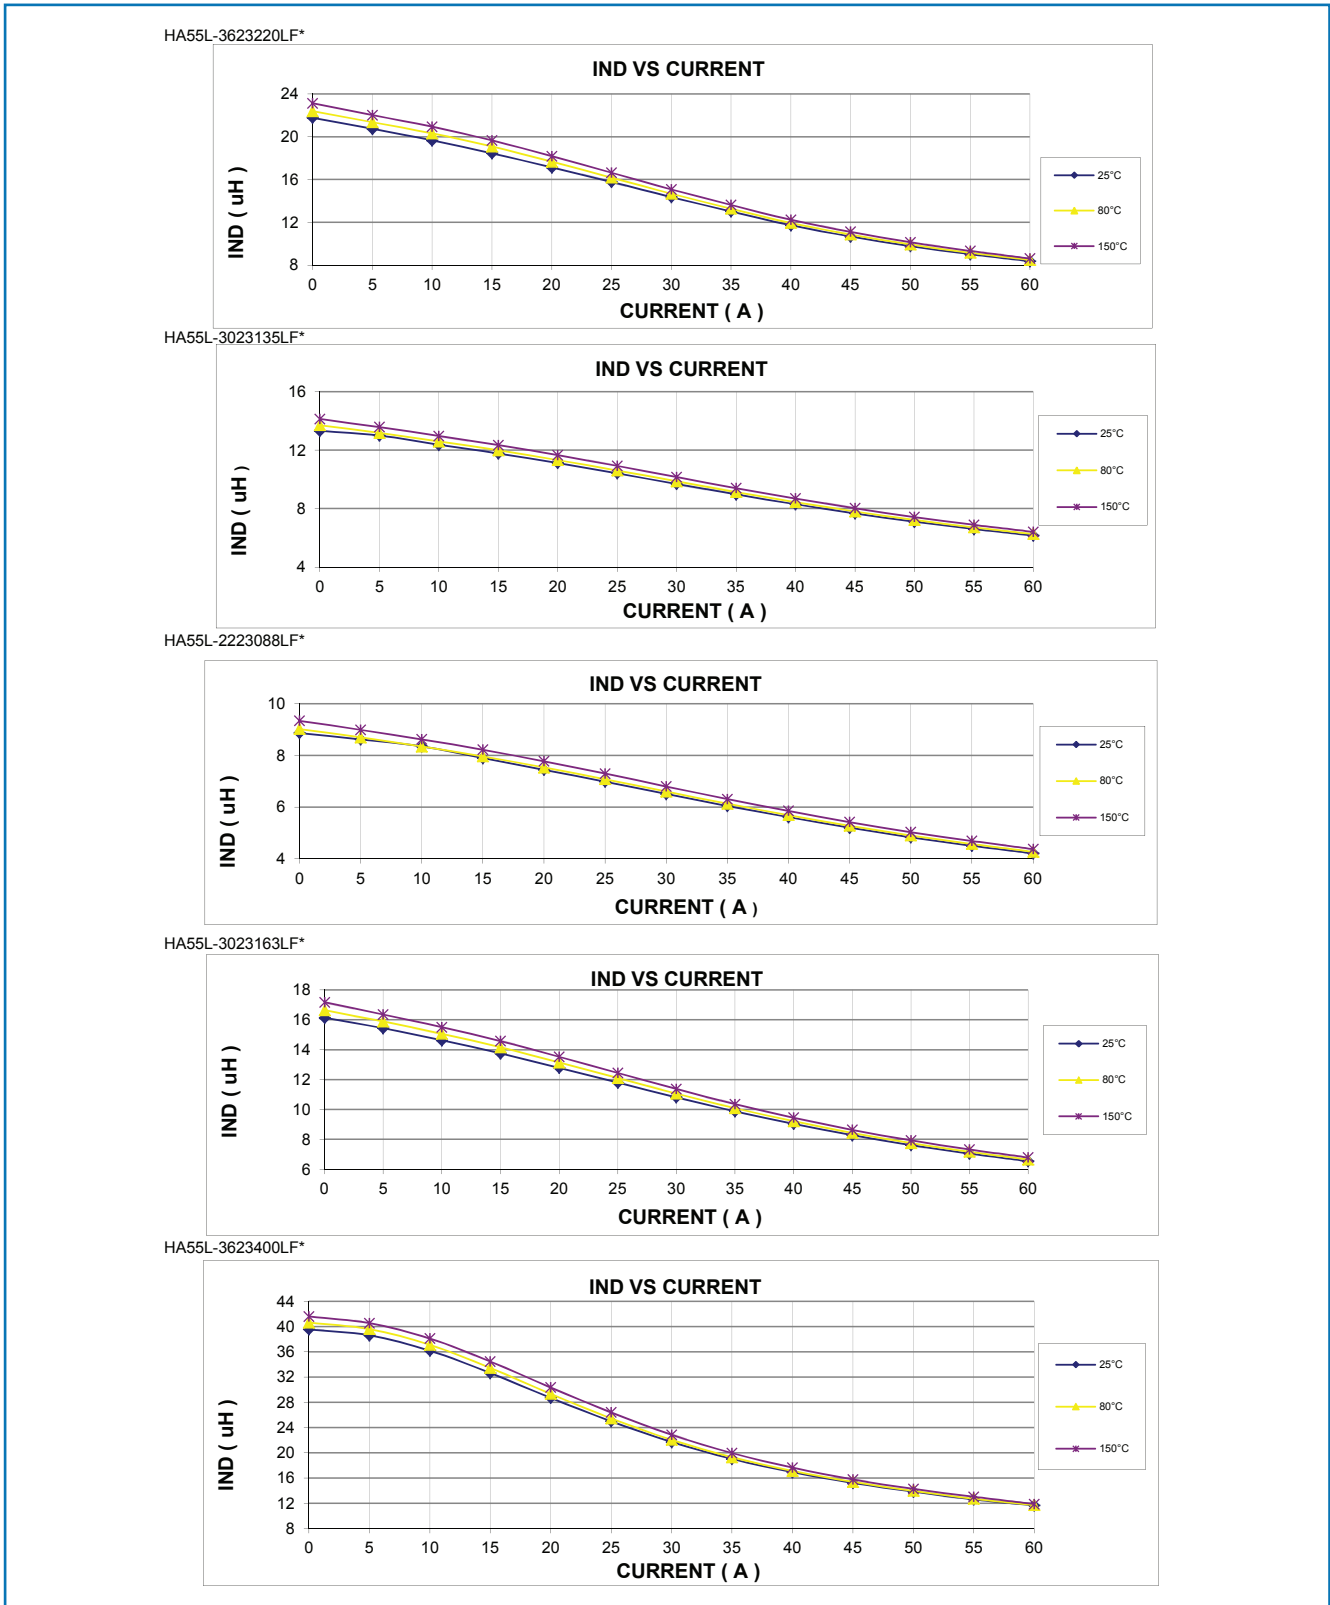 HA55L-3623220LF*
IND VS CURRENT
24
20
16
12
8
IND ( uH )
0 5 10 15 20 25 30 35 40 45 50 55 60
CURRENT ( A )
25°C
80°C
150°C
HA55L-3023135LF*
IND VS CURRENT
16
12
8
4
IND ( uH )
0 5 10 15 20 25 30 35 40 45 50 55 60
CURRENT ( A )
25°C
80°C
150°C
HA55L-2223088LF*
IND VS CURRENT
10
8
6
4
IND ( uH )
0 5 10 15 20 25 30 35 40 45 50 55 60
CURRENT ( A )
25°C
80°C
150°C
HA55L-3023163LF*
IND VS CURRENT
18
16
14
12
10
8
6
IND ( uH )
0 5 10 15 20 25 30 35 40 45 50 55 60
CURRENT ( A )
25°C
80°C
150°C
HA55L-3623400LF*
IND VS CURRENT
44
40
36
32
28
24
20
16
12
8
IND ( uH )
0 5 10 15 20 25 30 35 40 45 50 55 60
CURRENT ( A )
25°C
80°C
150°C